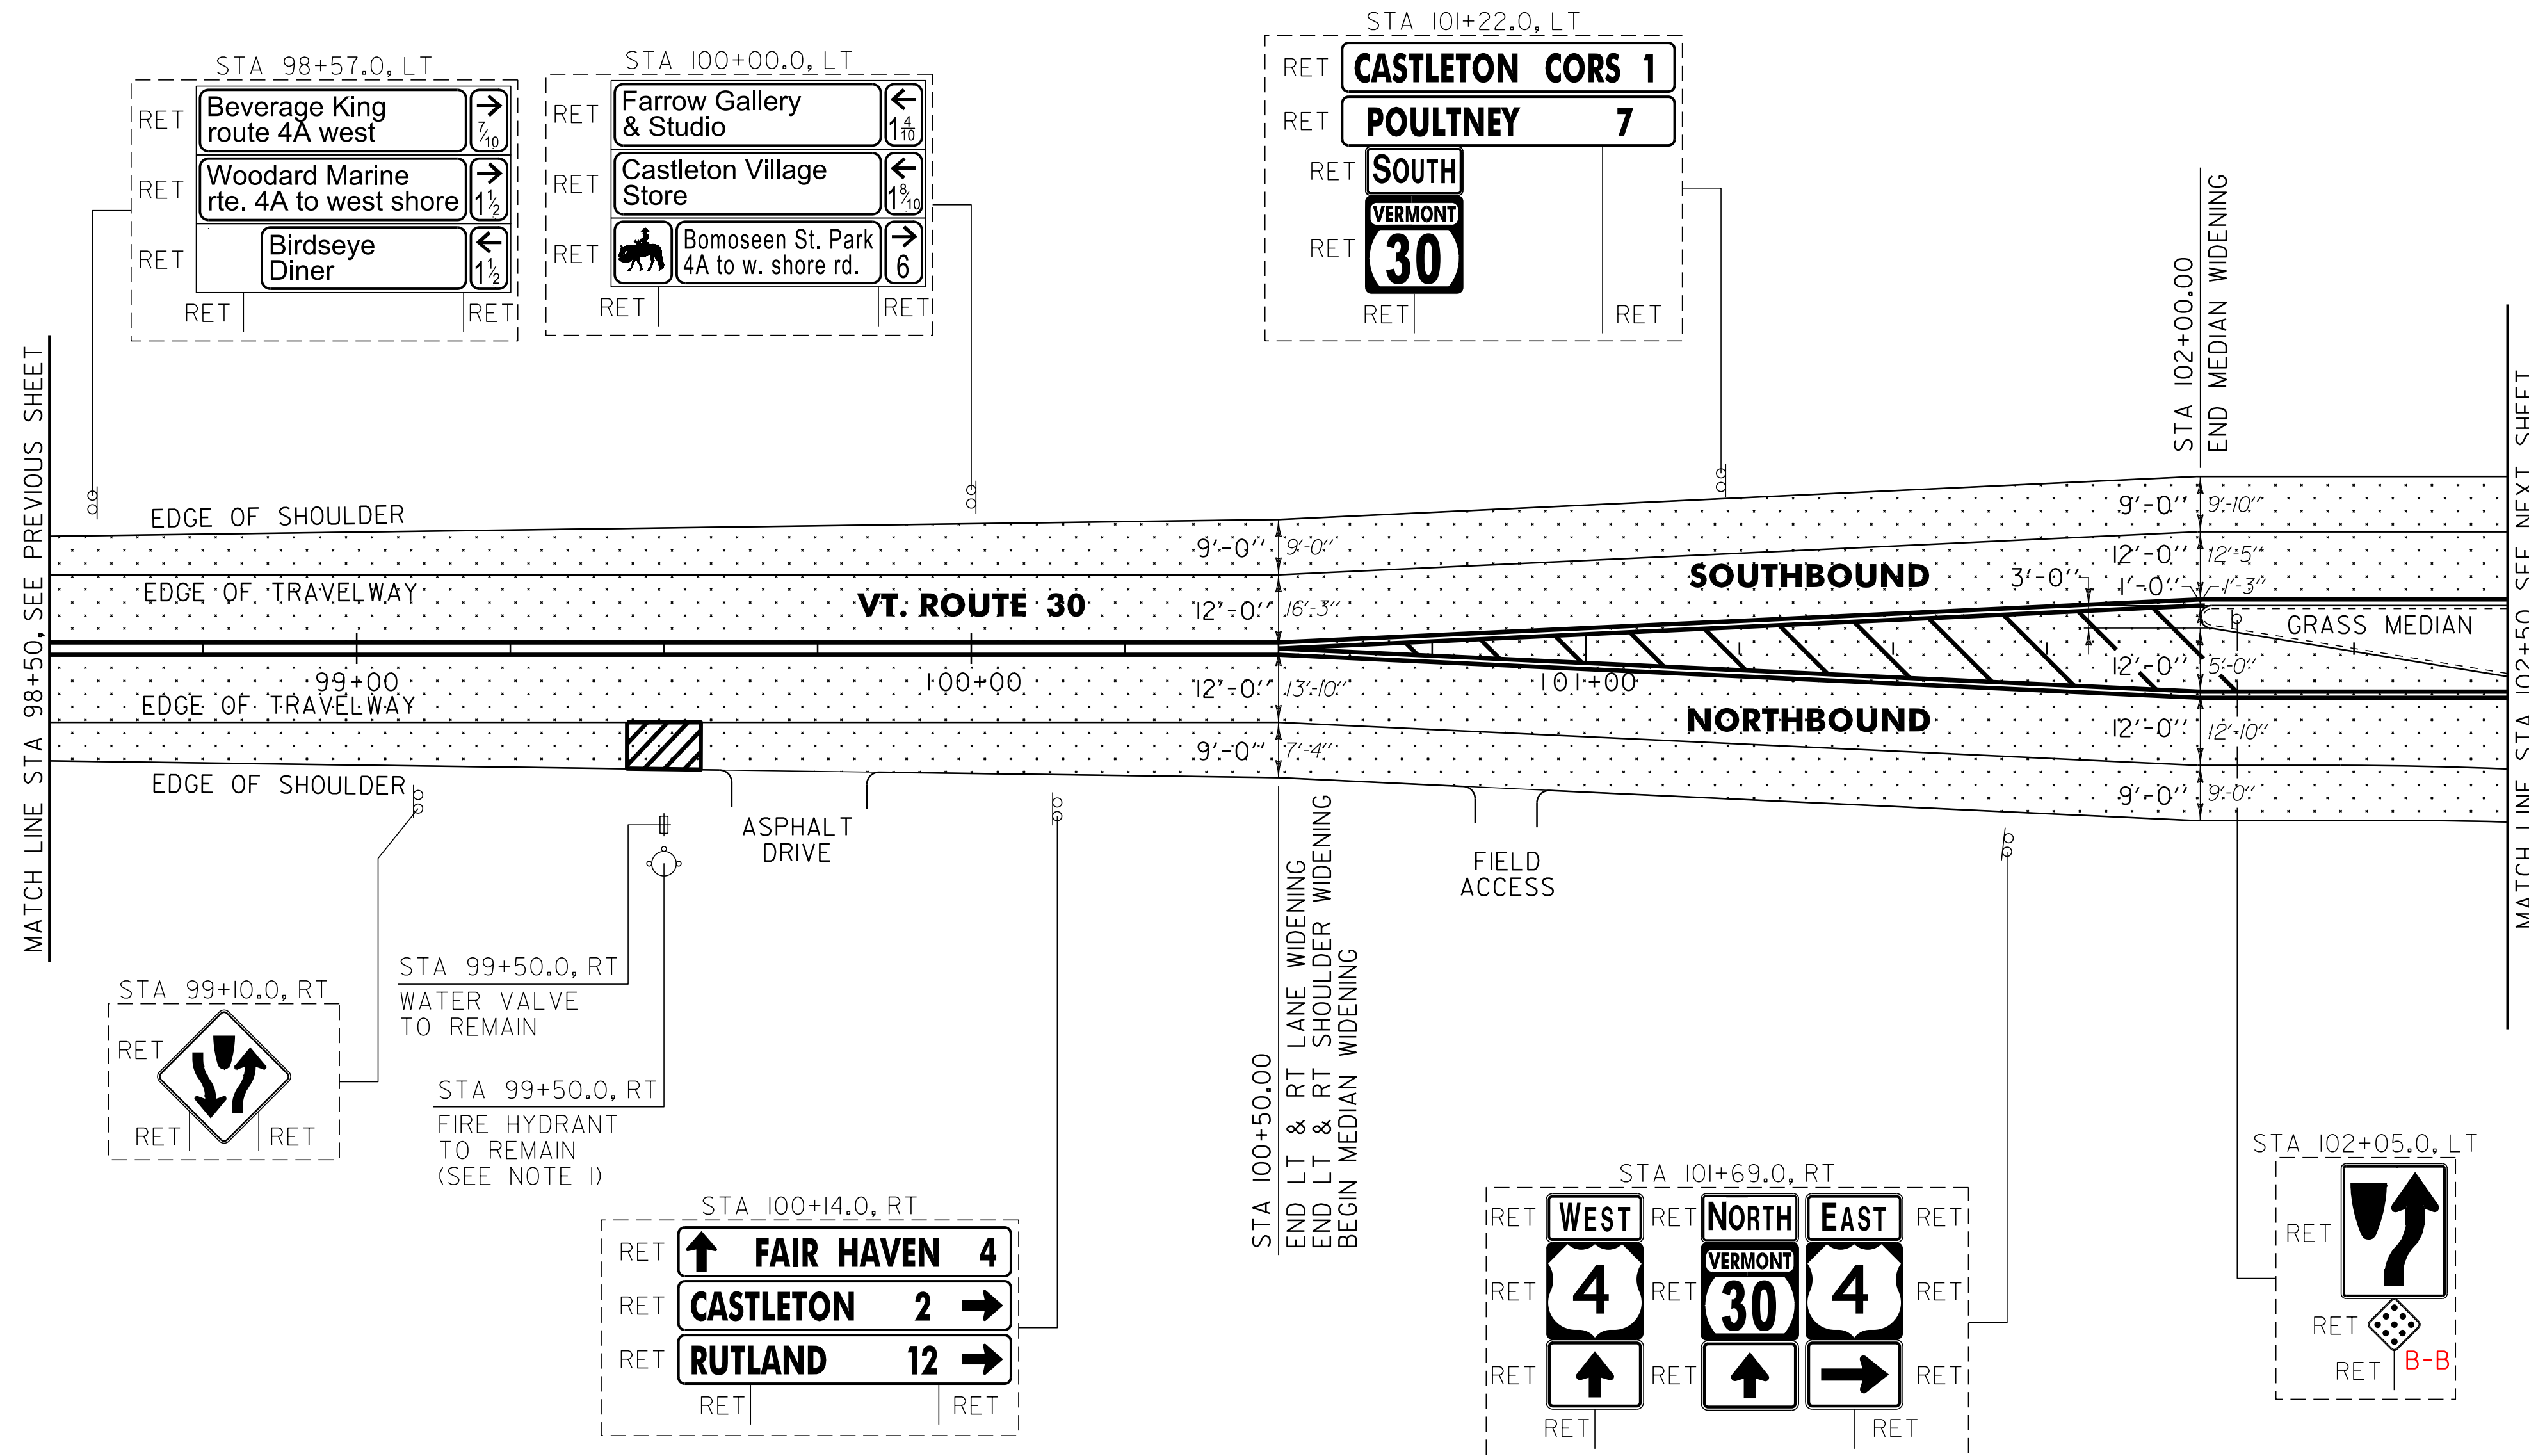 STA 98+57.0, LT
RET
Beverage King
route 4A west
7/10
RET
Woodard Marine
rte. 4A to west shore
1 1/2
RET
Birdseye
Diner
1 1/2
RET
RET
STA 100+00.0, LT
RET
Farrow Gallery
& Studio
1 4/10
RET
Castleton Village
Store
1 8/10
RET
Bomoseen St. Park
4A to w. shore rd.
6
RET
RET
STA 101+22.0, LT
RET
CASTLETON CORS 1
RET
POULTNEY 7
RET
SOUTH
RET
VERMONT
30
RET
RET
STA 102+00.00
END MEDIAN WIDENING
MATCH LINE STA 98+50, SEE PREVIOUS SHEET
MATCH LINE STA 102+50 SEE NEXT SHEET
EDGE OF SHOULDER
EDGE OF TRAVELWAY
VT. ROUTE 30
SOUTHBOUND
9'-0" 9'-0"
12'-0" 16'-3"
12'-0" 13'-10"
9'-0" 7'-4"
9'-0" 9'-10"
12'-0" 12'-5"
3'-0"
1'-0" 1'-3"
GRASS MEDIAN
12'-0" 5'-0"
12'-0" 12'-10"
9'-0" 9'-0"
99+00
100+00
101+00
EDGE OF TRAVELWAY
NORTHBOUND
EDGE OF SHOULDER
ASPHALT
DRIVE
FIELD
ACCESS
STA 100+50.00
END LT & RT LANE WIDENING
END LT & RT SHOULDER WIDENING
BEGIN MEDIAN WIDENING
STA 99+10.0, RT
RET
RET
RET
STA 99+50.0, RT
WATER VALVE
TO REMAIN
STA 99+50.0, RT
FIRE HYDRANT
TO REMAIN
(SEE NOTE 1)
STA 100+14.0, RT
RET
FAIR HAVEN 4
RET
CASTLETON 2
RET
RUTLAND 12
RET
RET
STA 101+69.0, RT
RET WEST RET NORTH EAST RET
RET 4 RET VERMONT 30 4 RET
RET RET RET
RET RET
STA 102+05.0, LT
RET
RET
RET
B-B